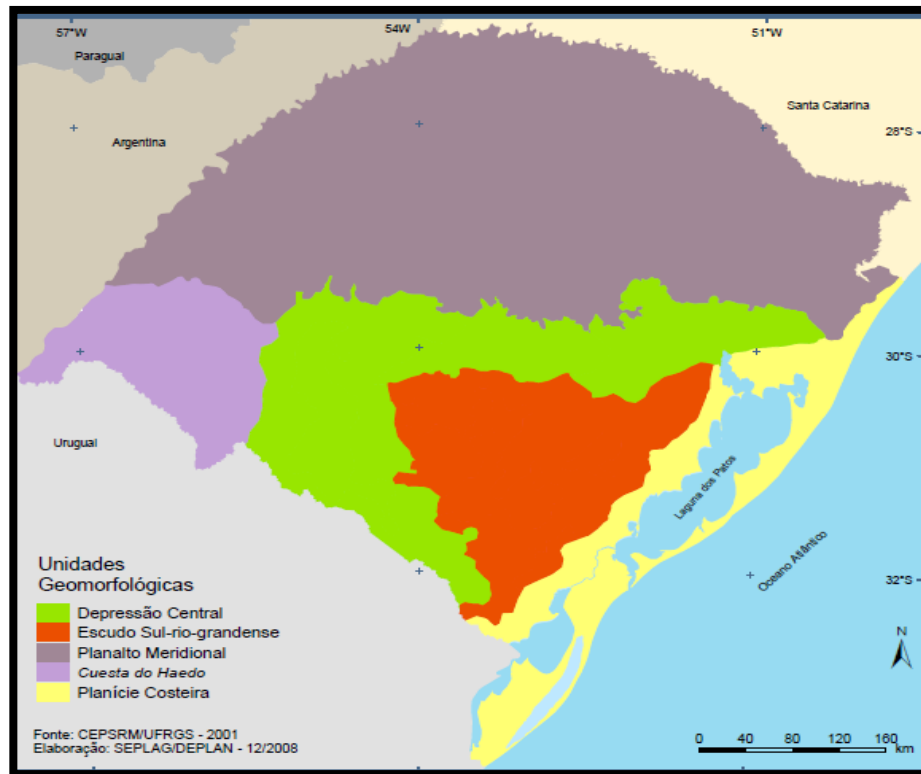 57°W
54W
51°W
Paraguai
Santa Catarina
28°S
Argentina
30°S
Uruguai
Laguna dos Patos
Oceano Atlântico
32°S
Unidades
Geomorfológicas
Depressão Central
Escudo Sul-rio-grandense
Planalto Meridional
Cuesta do Haedo
Planície Costeira
N
Fonte: CEPSRM/UFRGS - 2001
Elaboração: SEPLAG/DEPLAN - 12/2008
0 40 80 120 160
km